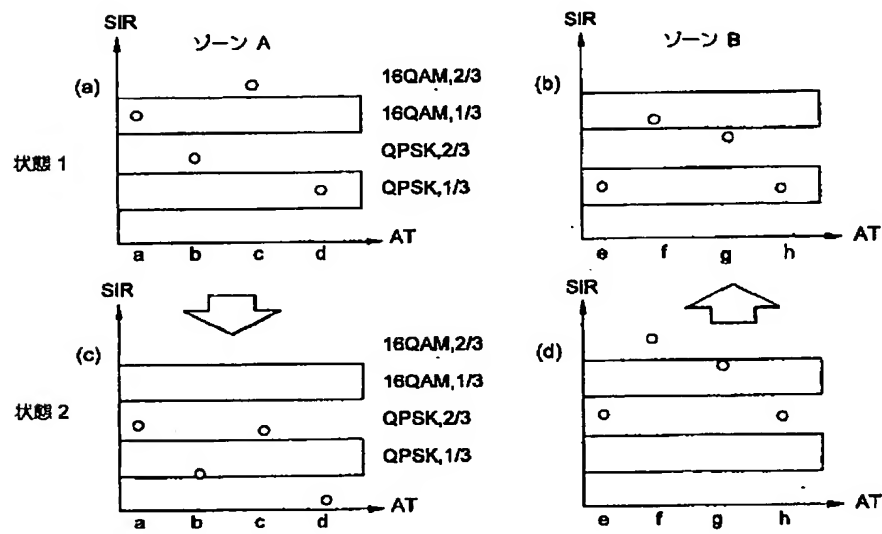 SIR
ゾーン A
(a)
16QAM,2/3
16QAM,1/3
QPSK,2/3
QPSK,1/3
状態 1
AT
a b c d
SIR
ゾーン B
(b)
AT
e f g h
SIR
(c)
16QAM,2/3
16QAM,1/3
QPSK,2/3
QPSK,1/3
状態 2
AT
a b c d
SIR
(d)
AT
e f g h